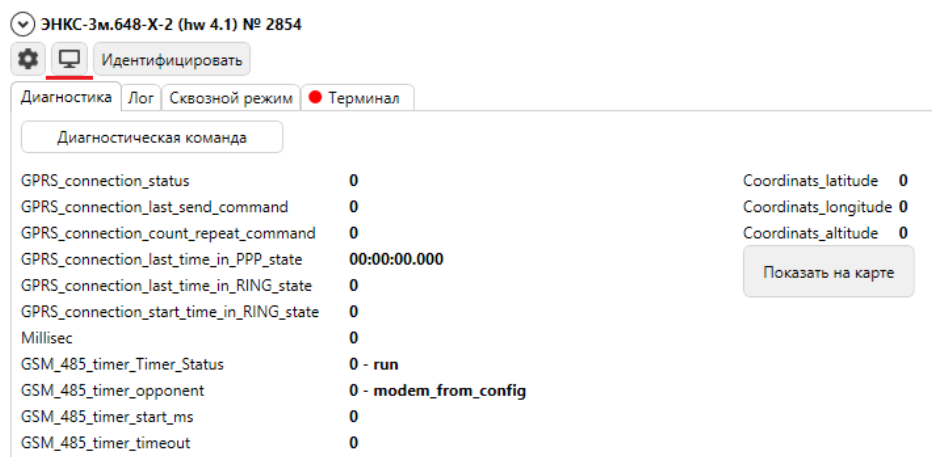 ЭНКС-3м.648-X-2 (hw 4.1) № 2854
Идентифицировать
Диагностика Лог Сквозной режим Терминал
Диагностическая команда
GPRS_connection_status 0 Coordinats_latitude 0
GPRS_connection_last_send_command 0 Coordinats_longitude 0
GPRS_connection_count_repeat_command 0 Coordinats_altitude 0
GPRS_connection_last_time_in_PPP_state 00:00:00.000
Показать на карте
GPRS_connection_last_time_in_RING_state 0
GPRS_connection_start_time_in_RING_state 0
Millisec 0
GSM_485_timer_Timer_Status 0 - run
GSM_485_timer_opponent 0 - modem_from_config
GSM_485_timer_start_ms 0
GSM_485_timer_timeout 0